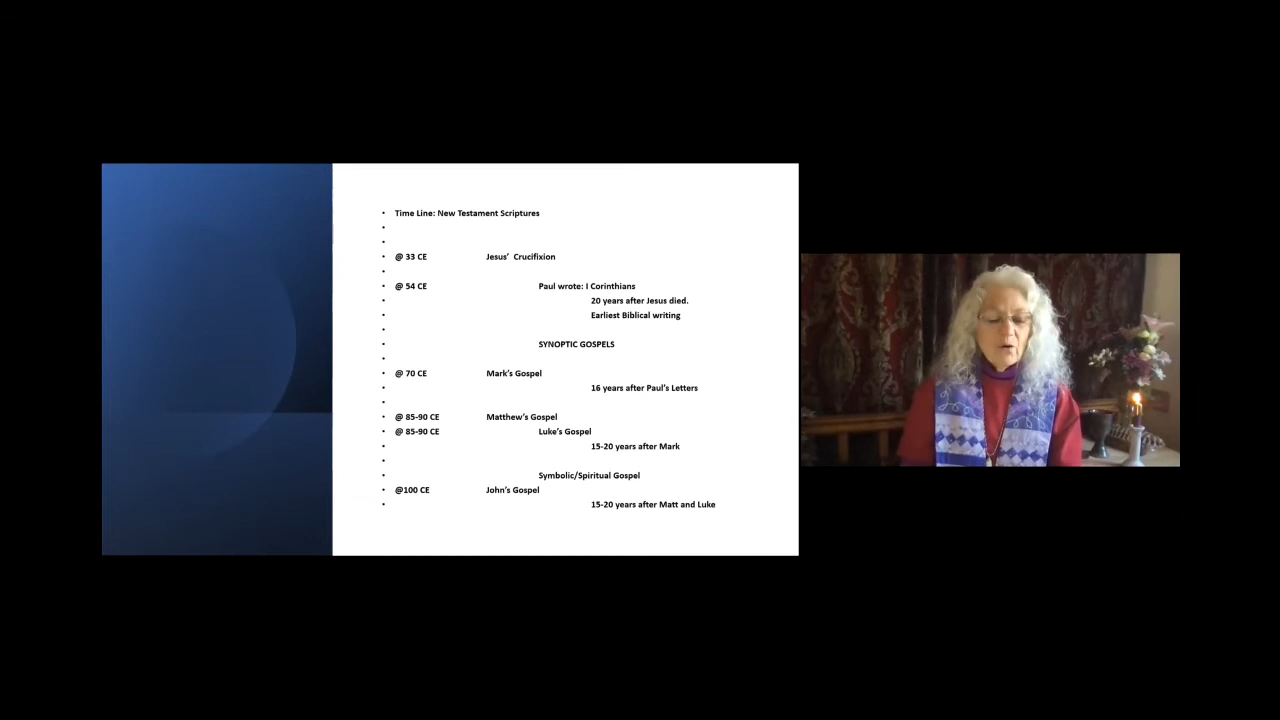 Time Line: New Testament Scriptures
@ 33 CE Jesus' Crucifixion
@ 54 CE Paul wrote: I Corinthians
20 years after Jesus died.
Earliest Biblical writing
SYNOPTIC GOSPELS
@ 70 CE Mark's Gospel
16 years after Paul's Letters
@ 85-90 CE Matthew's Gospel
@ 85-90 CE Luke's Gospel
15-20 years after Mark
Symbolic/Spiritual Gospel
@100 CE John's Gospel
15-20 years after Matt and Luke